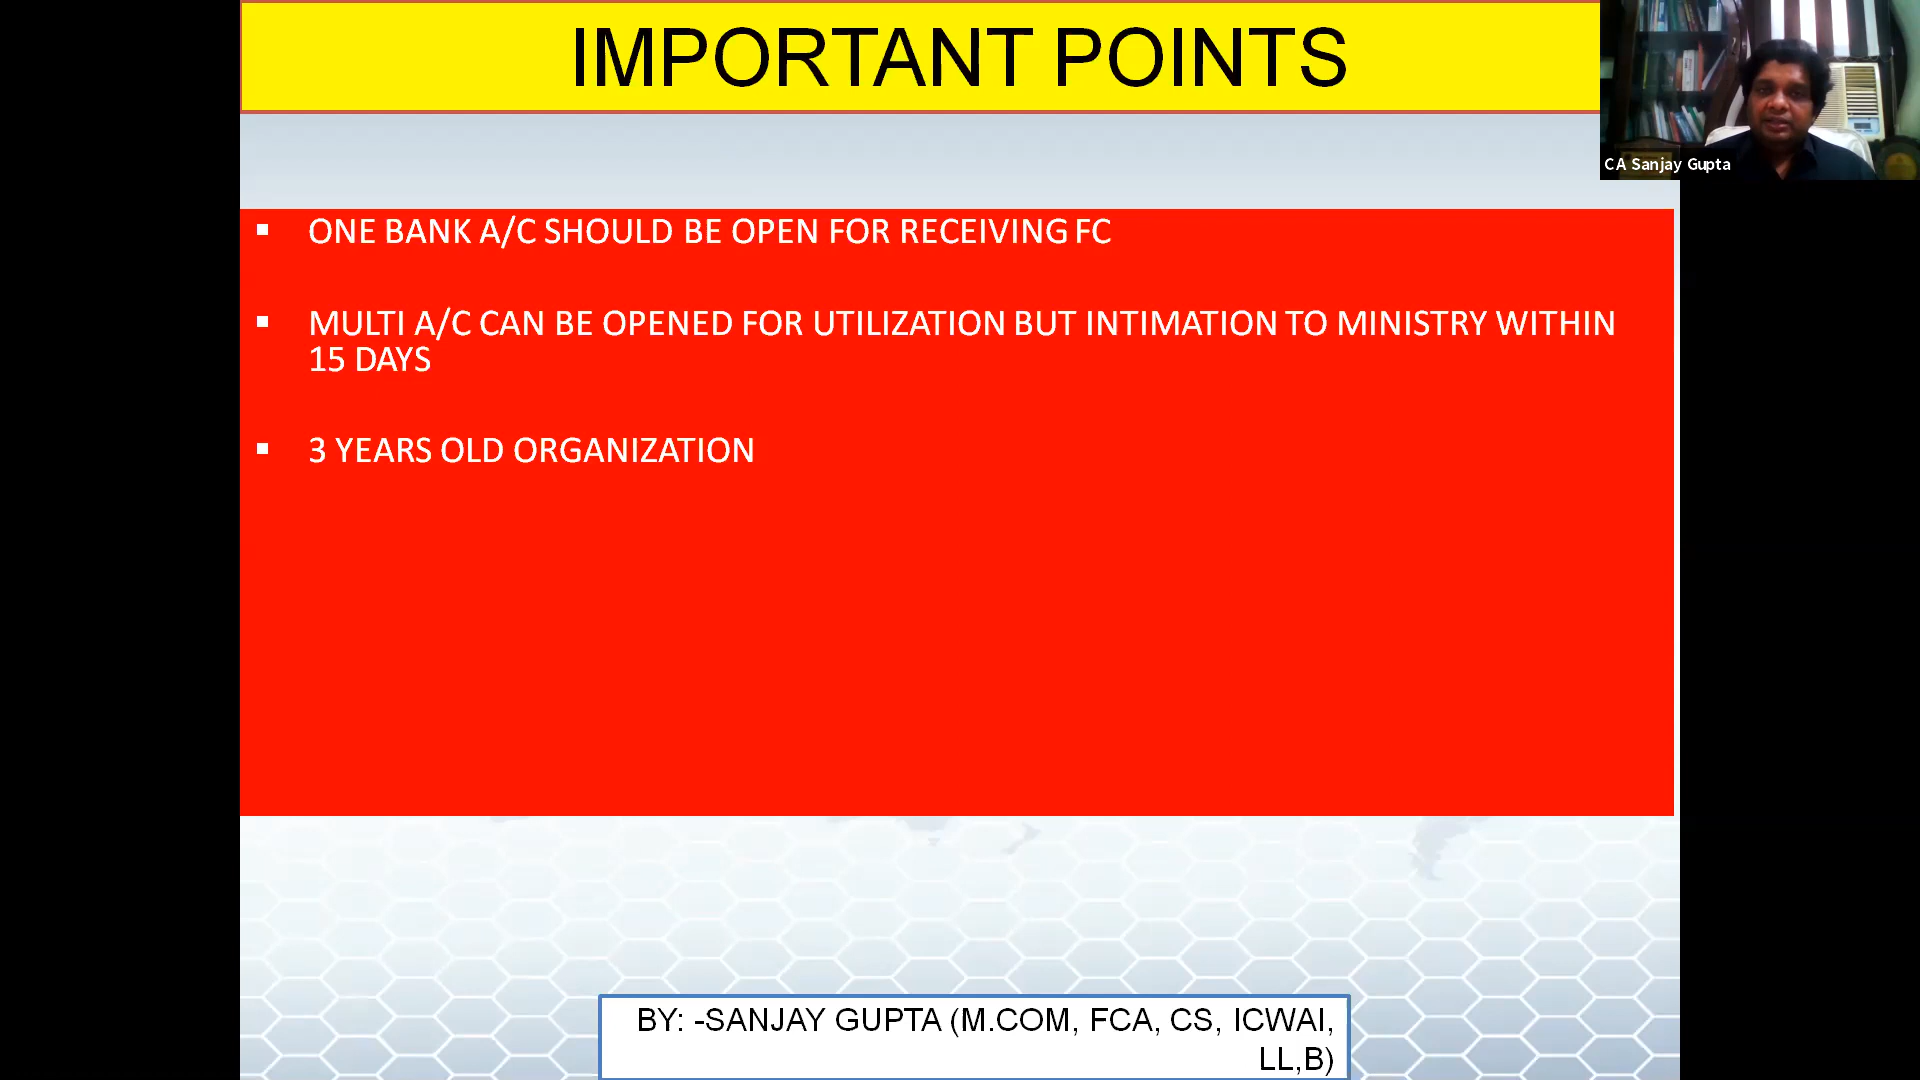 IMPORTANT POINTS
CA Sanjay Gupta
▪ ONE BANK A/C SHOULD BE OPEN FOR RECEIVING FC
▪ MULTI A/C CAN BE OPENED FOR UTILIZATION BUT INTIMATION TO MINISTRY WITHIN
15 DAYS
▪ 3 YEARS OLD ORGANIZATION
BY: -SANJAY GUPTA (M.COM, FCA, CS, ICWAI,
LL,B)